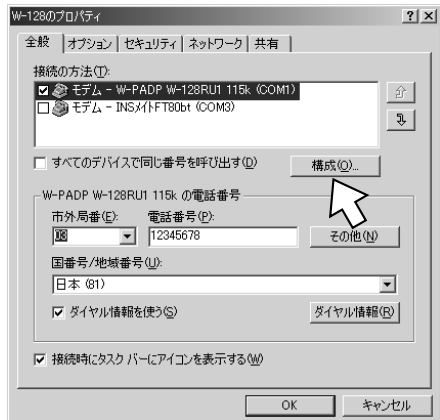 W-128のプロパティ
全般 オプション セキュリティ ネットワーク 共有
接続の方法(T):
モデム - W-PADP W-128RU1 115k (COM1)
モデム - INSメイトFT80bt (COM3)
すべてのデバイスで同じ番号を呼び出す(D)
構成(O)...
W-PADP W-128RU1 115k の電話番号
市外局番(E): 電話番号(P):
03 12345678 その他(N)
国番号/地域番号(U):
日本 (81)
ダイヤル情報を使う(S) ダイヤル情報(R)
接続時にタスク バーにアイコンを表示する(W)
OK キャンセル